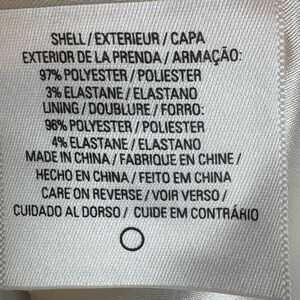 SHELL / EXTERIEUR / CAPA
EXTERIOR DE LA PRENDA / ARMAÇÃO:
97% POLYESTER / POLIESTER
3% ELASTANE / ELASTANO
LINING / DOUBLURE / FORRO:
96% POLYESTER / POLIESTER
4% ELASTANE / ELASTANO
MADE IN CHINA / FABRIQUE EN CHINE /
HECHO EN CHINA / FEITO EM CHINA
CARE ON REVERSE / VOIR VERSO /
CUIDADO AL DORSO / CUIDE EM CONTRÁRIO